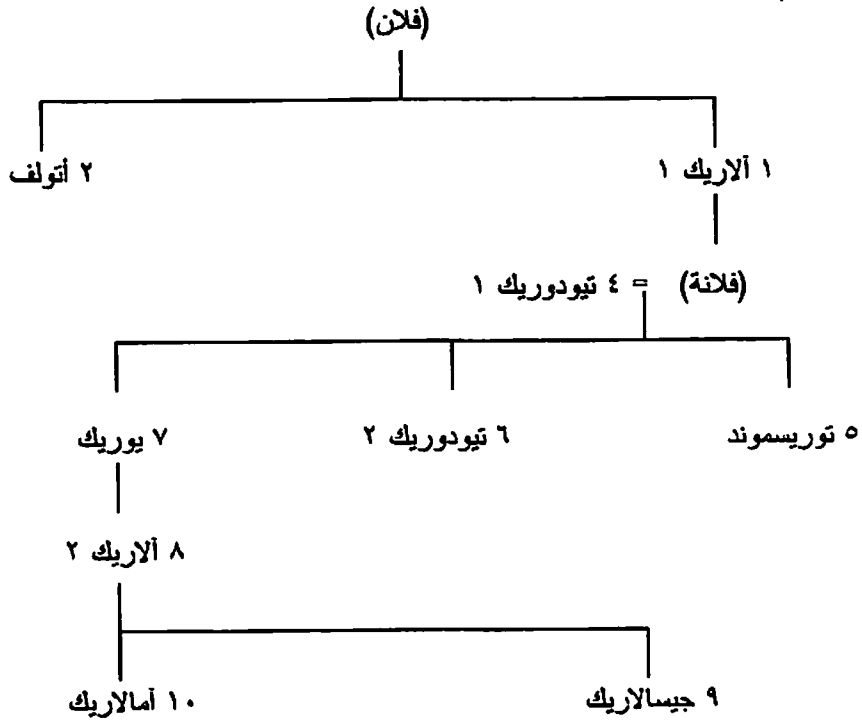 (فلان)
١ آلاريك ١ ٢ أتولف
(فلانة) = ٤ تيودوريك ١
٥ توريسموند ٦ تيودوريك ٢ ٧ يوريك
٨ آلاريك ٢
٩ جيسالاريك ١٠ أمالاريك